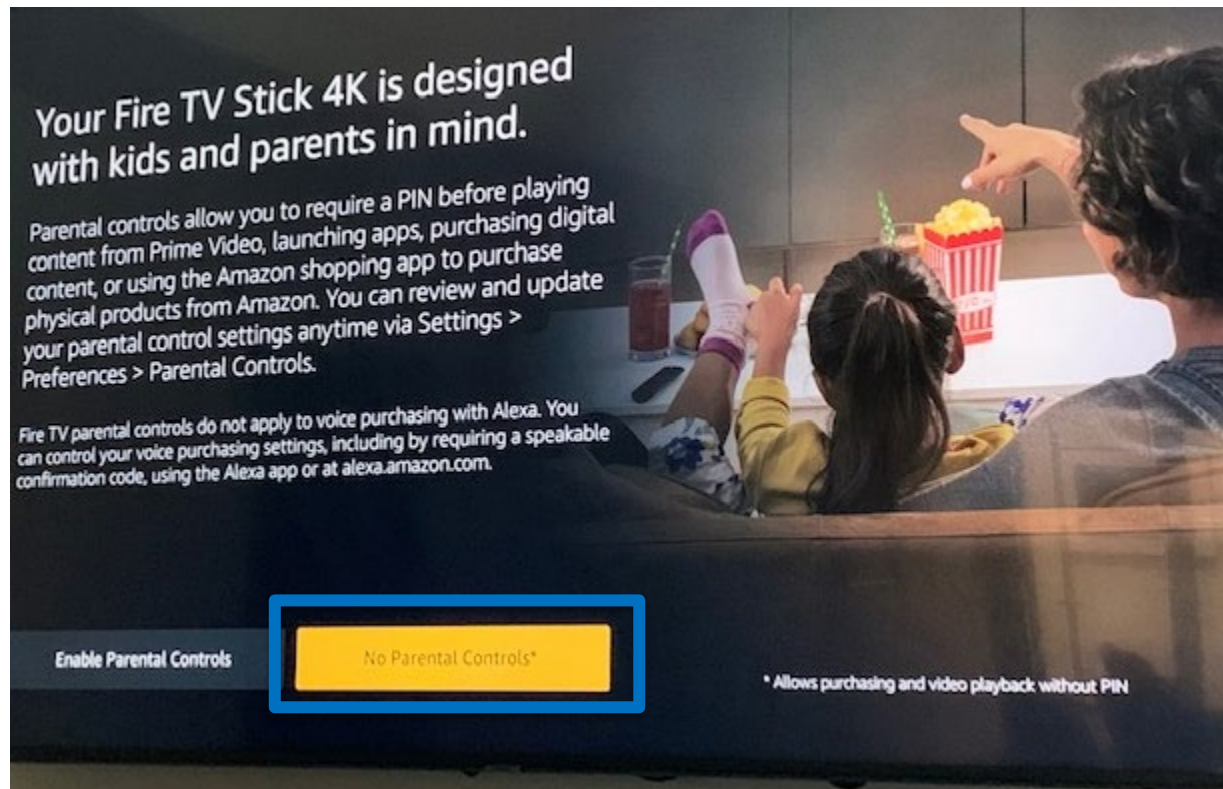 Your Fire TV Stick 4K is designed
with kids and parents in mind.
Parental controls allow you to require a PIN before playing
content from Prime Video, launching apps, purchasing digital
content, or using the Amazon shopping app to purchase
physical products from Amazon. You can review and update
your parental control settings anytime via Settings >
Preferences > Parental Controls.
Fire TV parental controls do not apply to voice purchasing with Alexa. You
can control your voice purchasing settings, including by requiring a speakable
confirmation code, using the Alexa app or at alexa.amazon.com.
Enable Parental Controls
No Parental Controls*
* Allows purchasing and video playback without PIN